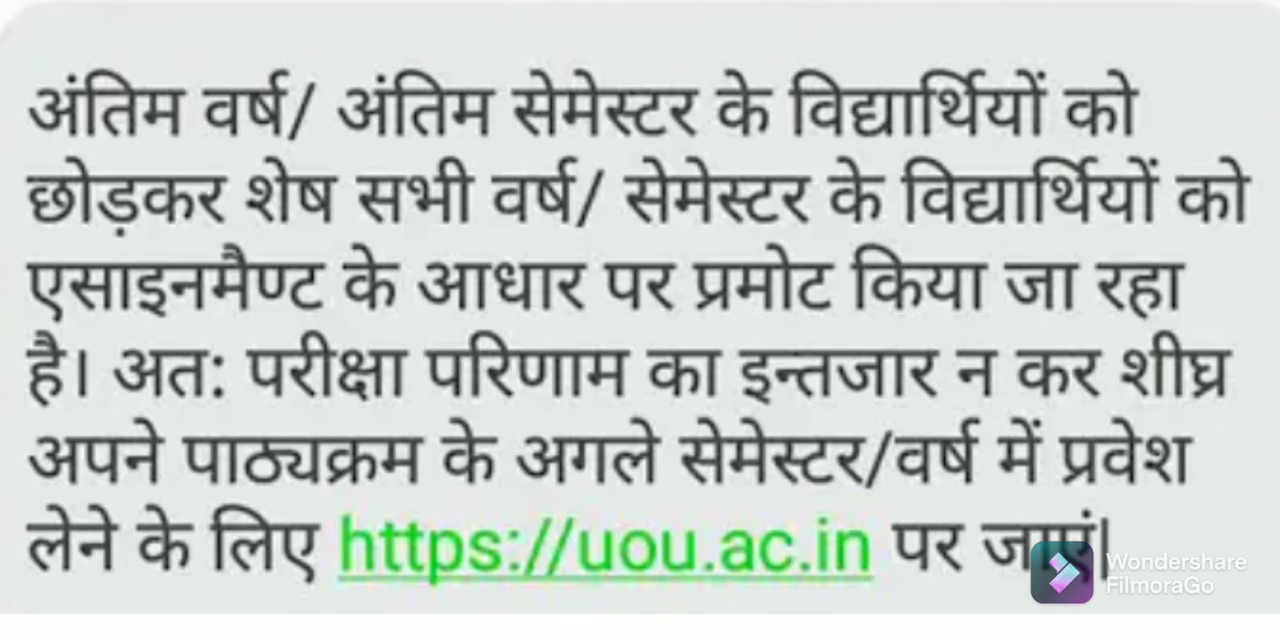 अंतिम वर्ष/ अंतिम सेमेस्टर के विद्यार्थियों को
छोड़कर शेष सभी वर्ष/ सेमेस्टर के विद्यार्थियों को
एसाइनमैण्ट के आधार पर प्रमोट किया जा रहा
है। अत: परीक्षा परिणाम का इन्तजार न कर शीघ्र
अपने पाठ्यक्रम के अगले सेमेस्टर/वर्ष में प्रवेश
लेने के लिए https://uou.ac.in पर जाएं।
Wondershare
FilmoraGo